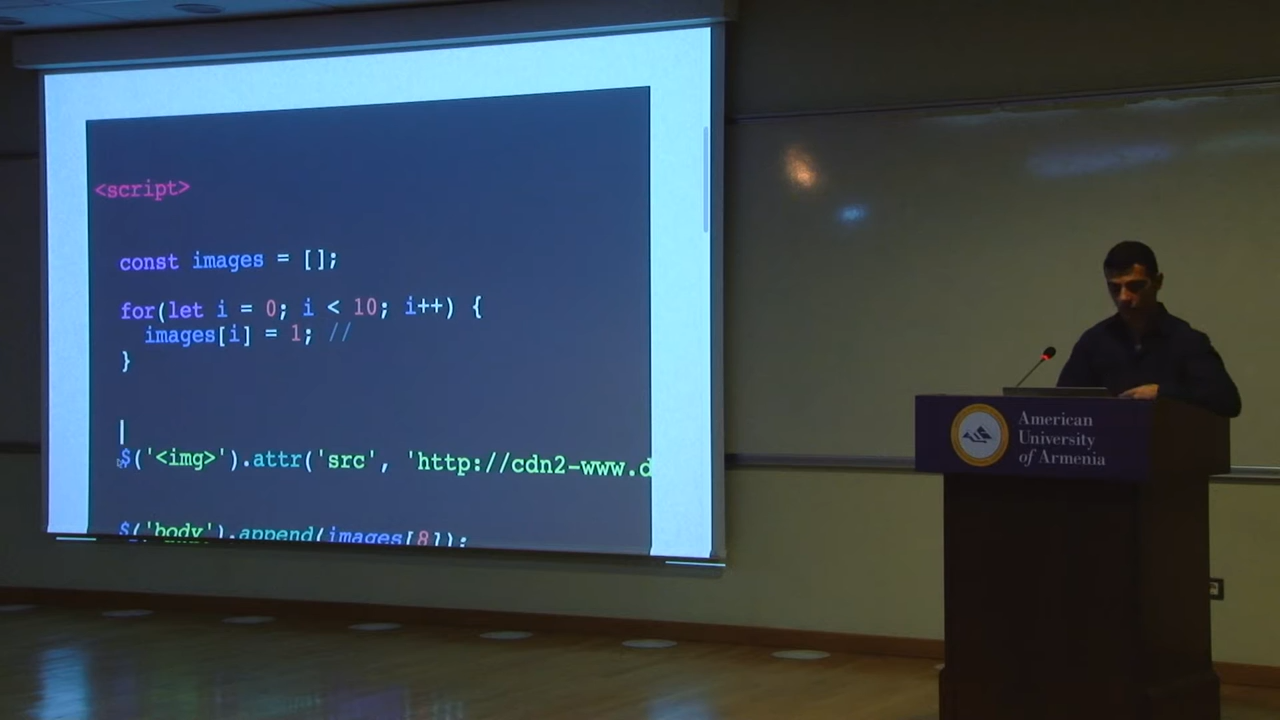 <script>
const images = [];
for(let i = 0; i < 10; i++) {
images[i] = 1; //
}
$('<img>').attr('src', 'http://cdn2-www.d
$('body').append(images[8]);
American
University
of Armenia